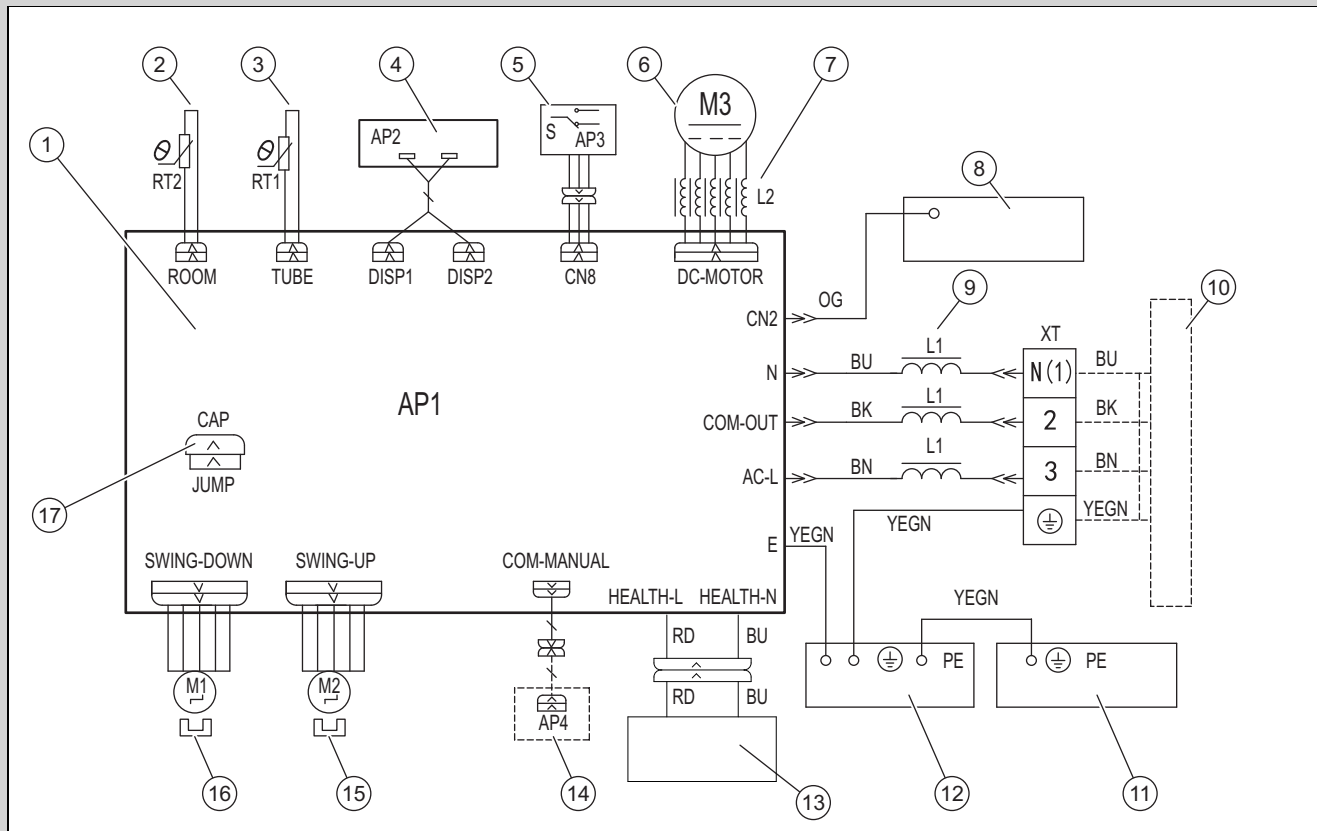 2
3
4
5
6
7
M3
S
AP3
AP2
1
RT2
RT1
L2
8
ROOM
TUBE
DISP1
DISP2
CN8
DC-MOTOR
OG
9
10
CN2
XT
N
BU
L1
N(1)
BU
AP1
CAP
COM-OUT
BK
L1
2
BK
JUMP
17
AC-L
BN
L1
3
BN
YEGN
YEGN
E
YEGN
SWING-DOWN
SWING-UP
COM-MANUAL
HEALTH-L
HEALTH-N
YEGN
RD
BU
PE
PE
M1
M2
RD
BU
AP4
16
15
14
13
12
11